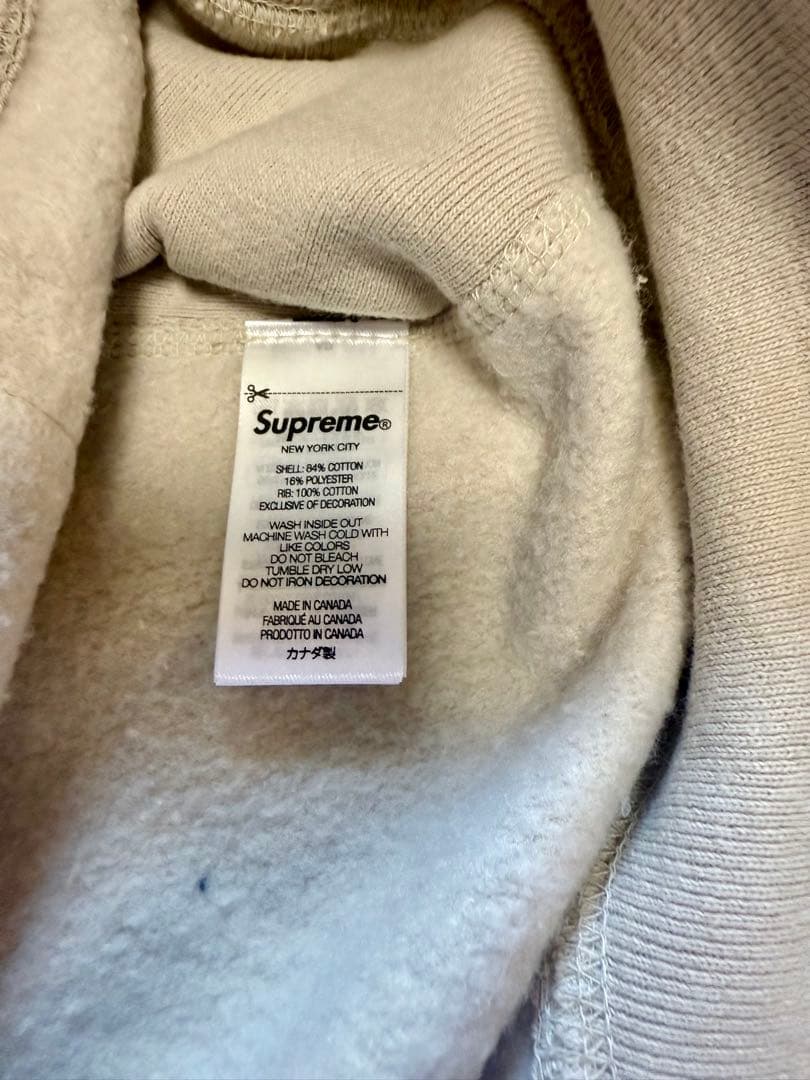 Supreme®
NEW YORK CITY
SHELL: 84% COTTON
16% POLYESTER
RIB: 100% COTTON
EXCLUSIVE OF DECORATION
WASH INSIDE OUT
MACHINE WASH COLD WITH
LIKE COLORS
DO NOT BLEACH
TUMBLE DRY LOW
DO NOT IRON DECORATION
MADE IN CANADA
FABRIQUÉ AU CANADA
PRODOTTO IN CANADA
カナダ製